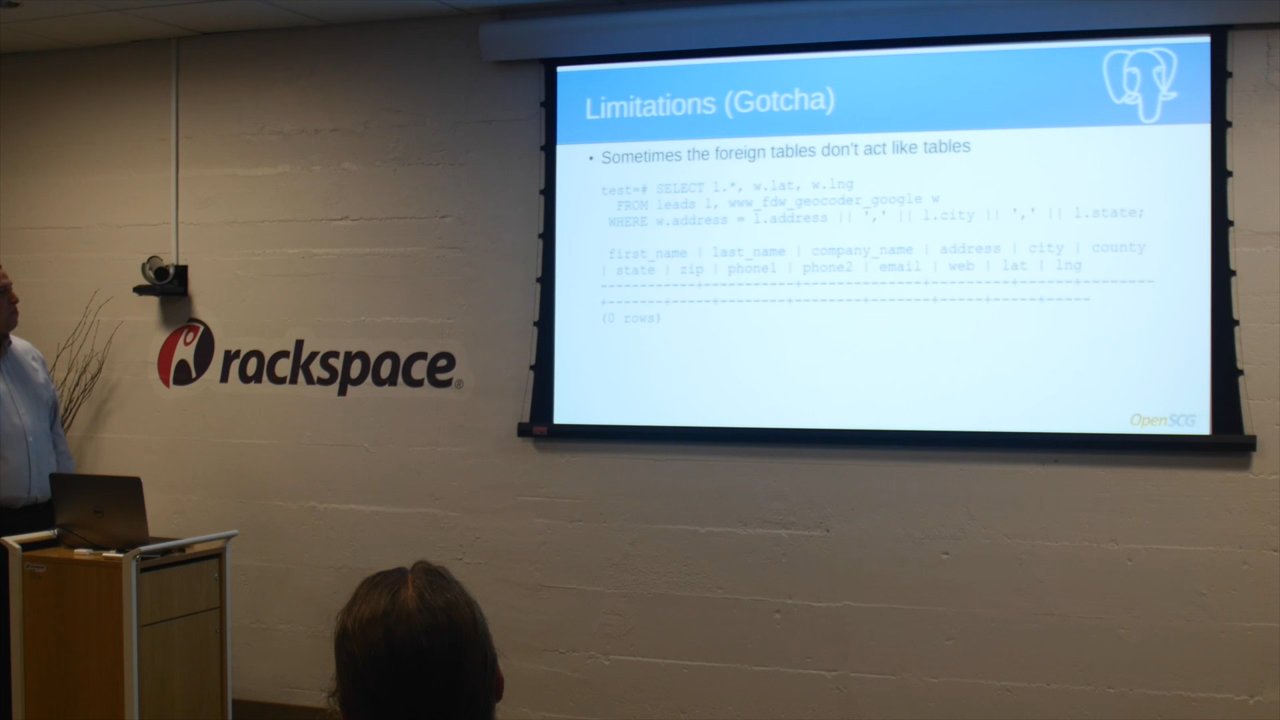 Limitations (Gotcha)
• Sometimes the foreign tables don't act like tables
test=# SELECT l.*, w.lat, w.lng
FROM leads l, www_fdw_geocoder_google w
WHERE w.address = l.address || ',' || l.city || ',' || l.state;
first_name | last_name | company_name | address | city | county
| state | zip | phone1 | phone2 | email | web | lat | lng
------------+-----------+--------------+---------+------+--------
+-------+-----+--------+--------+-------+-----+-----+-----
(0 rows)
OpenSCG
rackspace®